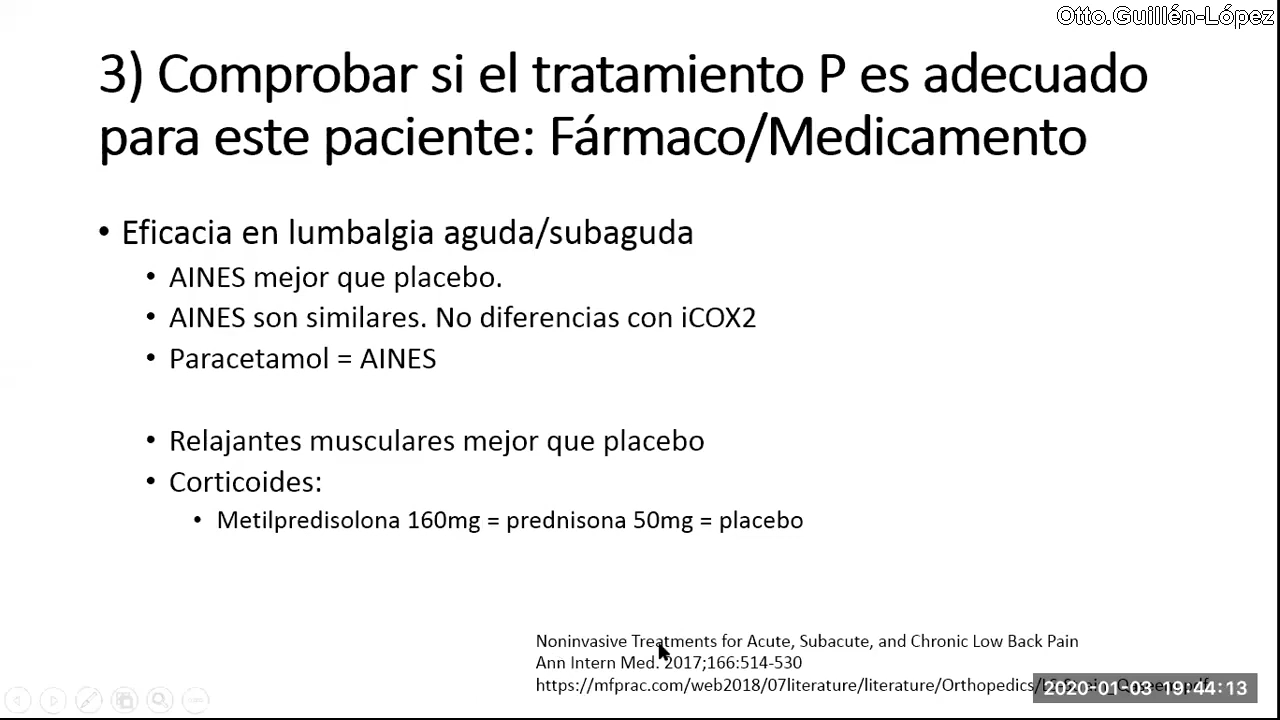 Otto.Guillén-López
3) Comprobar si el tratamiento P es adecuado
para este paciente: Fármaco/Medicamento
• Eficacia en lumbalgia aguda/subaguda
• AINES mejor que placebo.
• AINES son similares. No diferencias con iCOX2
• Paracetamol = AINES
• Relajantes musculares mejor que placebo
• Corticoides:
• Metilpredisolona 160mg = prednisona 50mg = placebo
Noninvasive Treatments for Acute, Subacute, and Chronic Low Back Pain
Ann Intern Med. 2017;166:514-530
https://mfprac.com/web2018/07literature/literature/Orthopedics/
2020-01-03 19:44:13